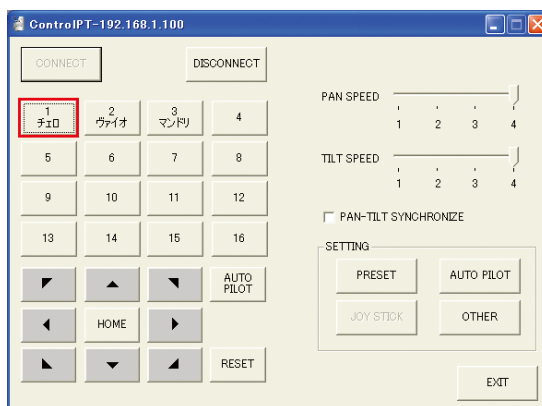 ControlPT-192.168.1.100
CONNECT
DISCONNECT
1
チェロ
2
ヴァイオ
3
マンドリ
4
5
6
7
8
9
10
11
12
13
14
15
16
AUTO
PILOT
HOME
RESET
PAN SPEED
1 2 3 4
TILT SPEED
1 2 3 4
PAN-TILT SYNCHRONIZE
SETTING
PRESET
AUTO PILOT
JOY STICK
OTHER
EXIT